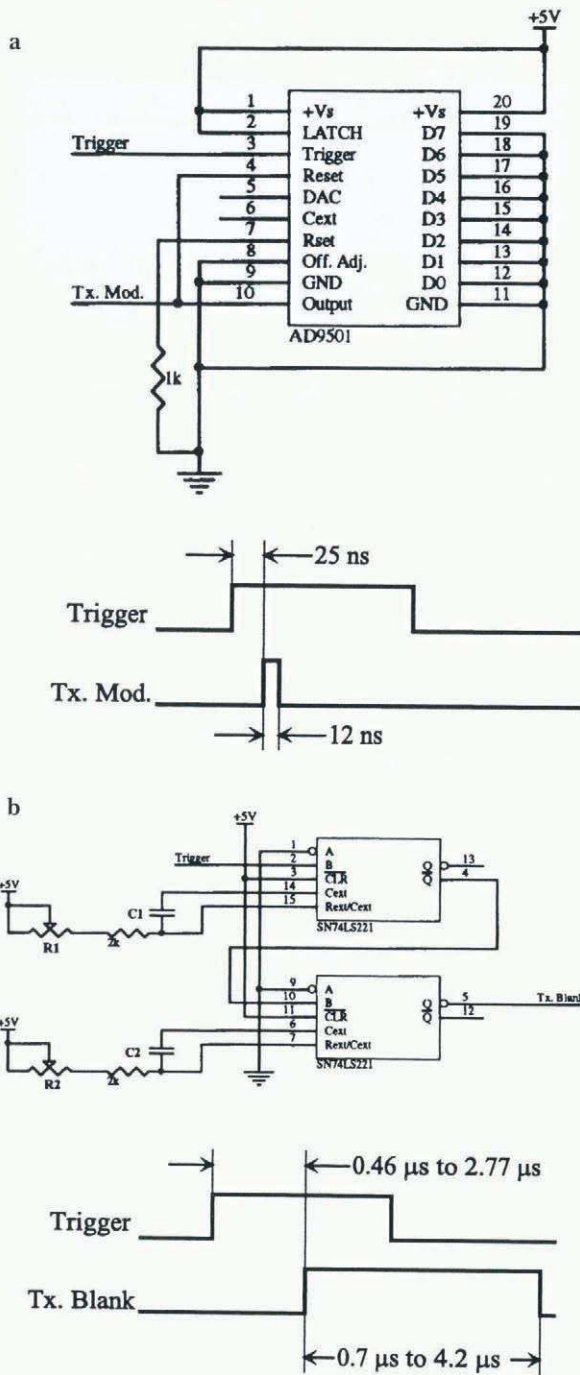 a
+5V
1 +Vs +Vs 20
2 LATCH D7 19
Trigger 3 Trigger D6 18
4 Reset D5 17
5 DAC D4 16
6 Cext D3 15
7 Rset D2 14
8 Off. Adj. D1 13
9 GND D0 12
Tx. Mod. 10 Output GND 11
AD9501
1k
25 ns
Trigger
Tx. Mod.
12 ns
b
+5V
1 A Q 13
Trigger 2 B Q 4
3 CLR
14 Cext
15 Rext/Cext
SN74LS221
+5V
C1
R1
2k
9 A Q 5 Tx. Blank
10 B Q 12
11 CLR
6 Cext
7 Rext/Cext
SN74LS221
+5V
C2
R2
2k
0.46 μs to 2.77 μs
Trigger
Tx. Blank
0.7 μs to 4.2 μs